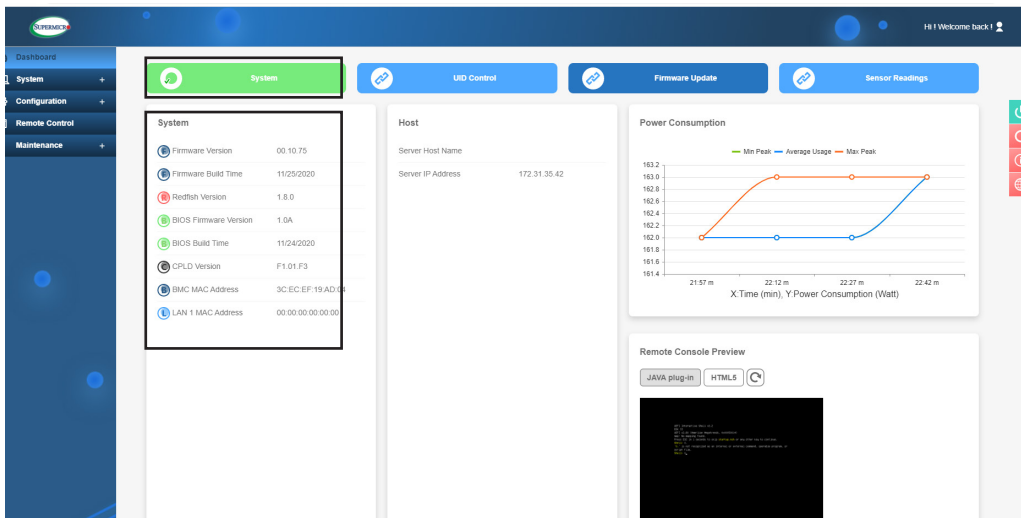 SUPERMICR
Hi ! Welcome back !
Dashboard
System +
Configuration +
Remote Control
Maintenance +
System
UID Control
Firmware Update
Sensor Readings
System
Firmware Version 00.10.75
Firmware Build Time 11/25/2020
Redfish Version 1.8.0
BIOS Firmware Version 1.0A
BIOS Build Time 11/24/2020
CPLD Version F1.01.F3
BMC MAC Address 3C:EC:EF:19:AD:04
LAN 1 MAC Address 00:00:00:00:00:00
Host
Server Host Name
Server IP Address 172.31.35.42
Power Consumption
Min Peak Average Usage Max Peak
163.2
163.0
162.8
162.6
162.4
162.2
162.0
161.8
161.6
161.4
21:57 m 22:12 m 22:27 m 22:42 m
X:Time (min), Y:Power Consumption (Watt)
Remote Console Preview
JAVA plug-in HTML5